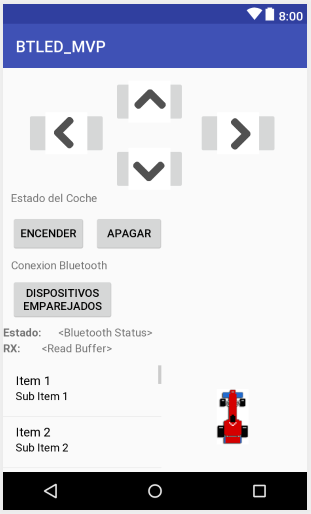 8:00
BTLED_MVP
Estado del Coche
ENCENDER APAGAR
Conexion Bluetooth
DISPOSITIVOS
EMPAREJADOS
Estado: <Bluetooth Status>
RX: <Read Buffer>
Item 1
Sub Item 1
Item 2
Sub Item 2